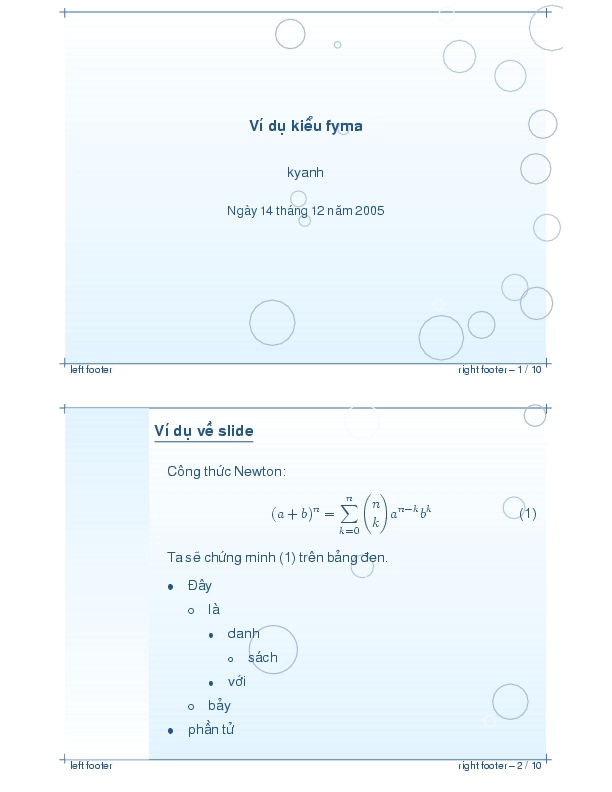 Ví dụ kiểu fyma
kyanh
Ngày 14 tháng 12 năm 2005
left footer
right footer – 1 / 10
Ví dụ về slide
Công thức Newton:
(a + b)^n = \sum_{k=0}^{n} \binom{n}{k} a^{n-k} b^k (1)
Ta sẽ chứng minh (1) trên bảng đen.
• Đây
◦ là
• danh
◦ sách
• với
◦ bảy
• phần tử
left footer
right footer – 2 / 10